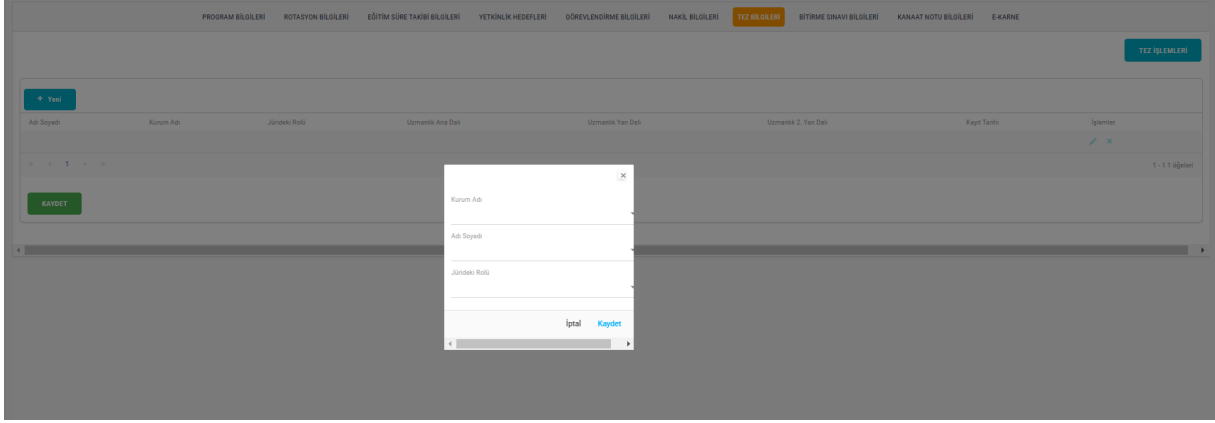 PROGRAM BİLGİLERİ ROTASYON BİLGİLERİ EĞİTİM SÜRE TAKİBİ BİLGİLERİ YETKİNLİK HEDEFLERİ GÖREVLENDİRME BİLGİLERİ NAKİL BİLGİLERİ TEZ BİLGİLERİ BİTİRME SINAVI BİLGİLERİ KANAAT NOTU BİLGİLERİ E-KARNE
TEZ İŞLEMLERİ
+ Yeni
Adı Soyadı Kurum Adı Jürideki Rolü Uzmanlık Ana Dalı Uzmanlık Yan Dalı Uzmanlık 2. Yan Dalı Kayıt Tarihi İşlemler
1
1 - 1 1 öğeleri
KAYDET
Kurum Adı
Adı Soyadı
Jürideki Rolü
İptal Kaydet